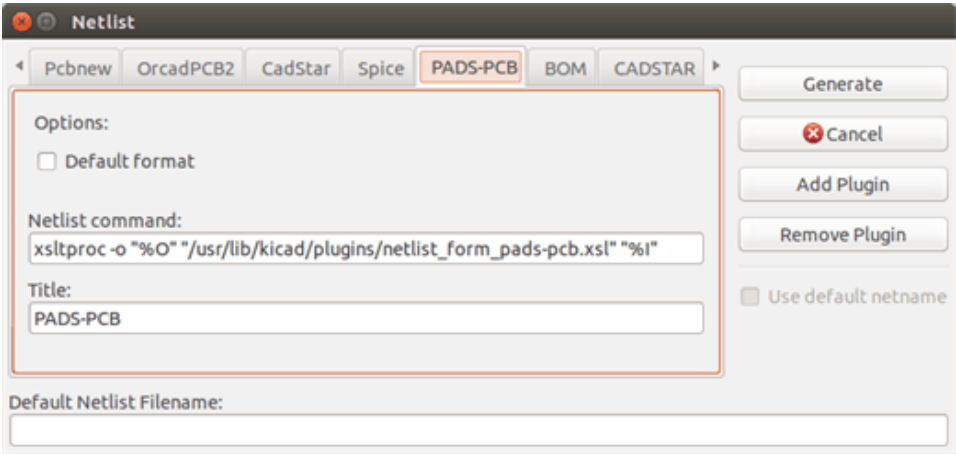 Netlist
Pcbnew OrcadPCB2 CadStar Spice PADS-PCB BOM CADSTAR
Generate
Options:
Cancel
Default format
Add Plugin
Netlist command:
Remove Plugin
xsltproc -o "%O" "/usr/lib/kicad/plugins/netlist_form_pads-pcb.xsl" "%I"
Title:
Use default netname
PADS-PCB
Default Netlist Filename: